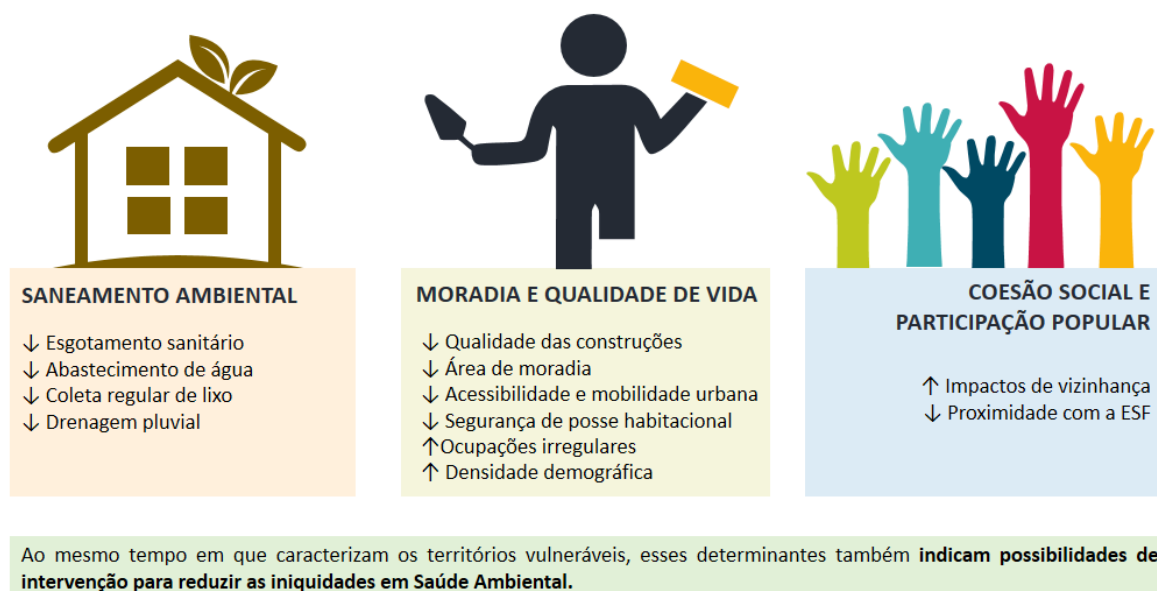 SANEAMENTO AMBIENTAL
↓ Esgotamento sanitário
↓ Abastecimento de água
↓ Coleta regular de lixo
↓ Drenagem pluvial
MORADIA E QUALIDADE DE VIDA
↓ Qualidade das construções
↓ Área de moradia
↓ Acessibilidade e mobilidade urbana
↓ Segurança de posse habitacional
↑Ocupações irregulares
↑ Densidade demográfica
COESÃO SOCIAL E
PARTICIPAÇÃO POPULAR
↑ Impactos de vizinhança
↓ Proximidade com a ESF
Ao mesmo tempo em que caracterizam os territórios vulneráveis, esses determinantes também indicam possibilidades de
intervenção para reduzir as iniquidades em Saúde Ambiental.